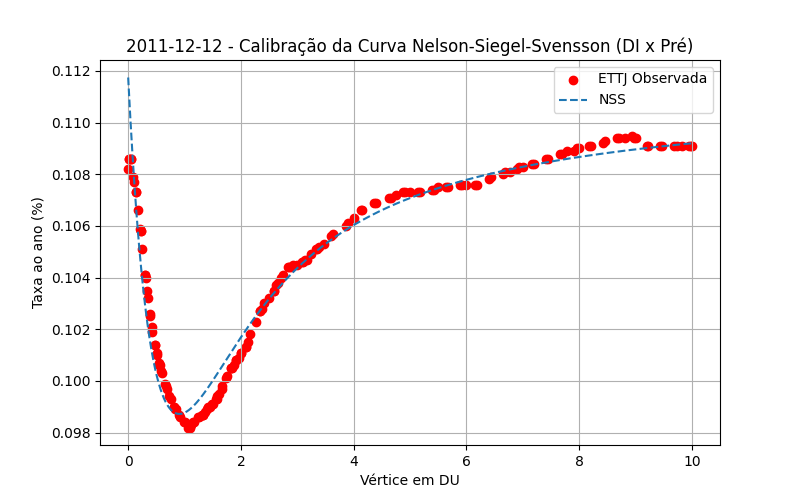 2011-12-12 - Calibração da Curva Nelson-Siegel-Svensson (DI x Pré)
ETTJ Observada
NSS
Taxa ao ano (%)
0.112
0.110
0.108
0.106
0.104
0.102
0.100
0.098
0 2 4 6 8 10
Vértice em DU